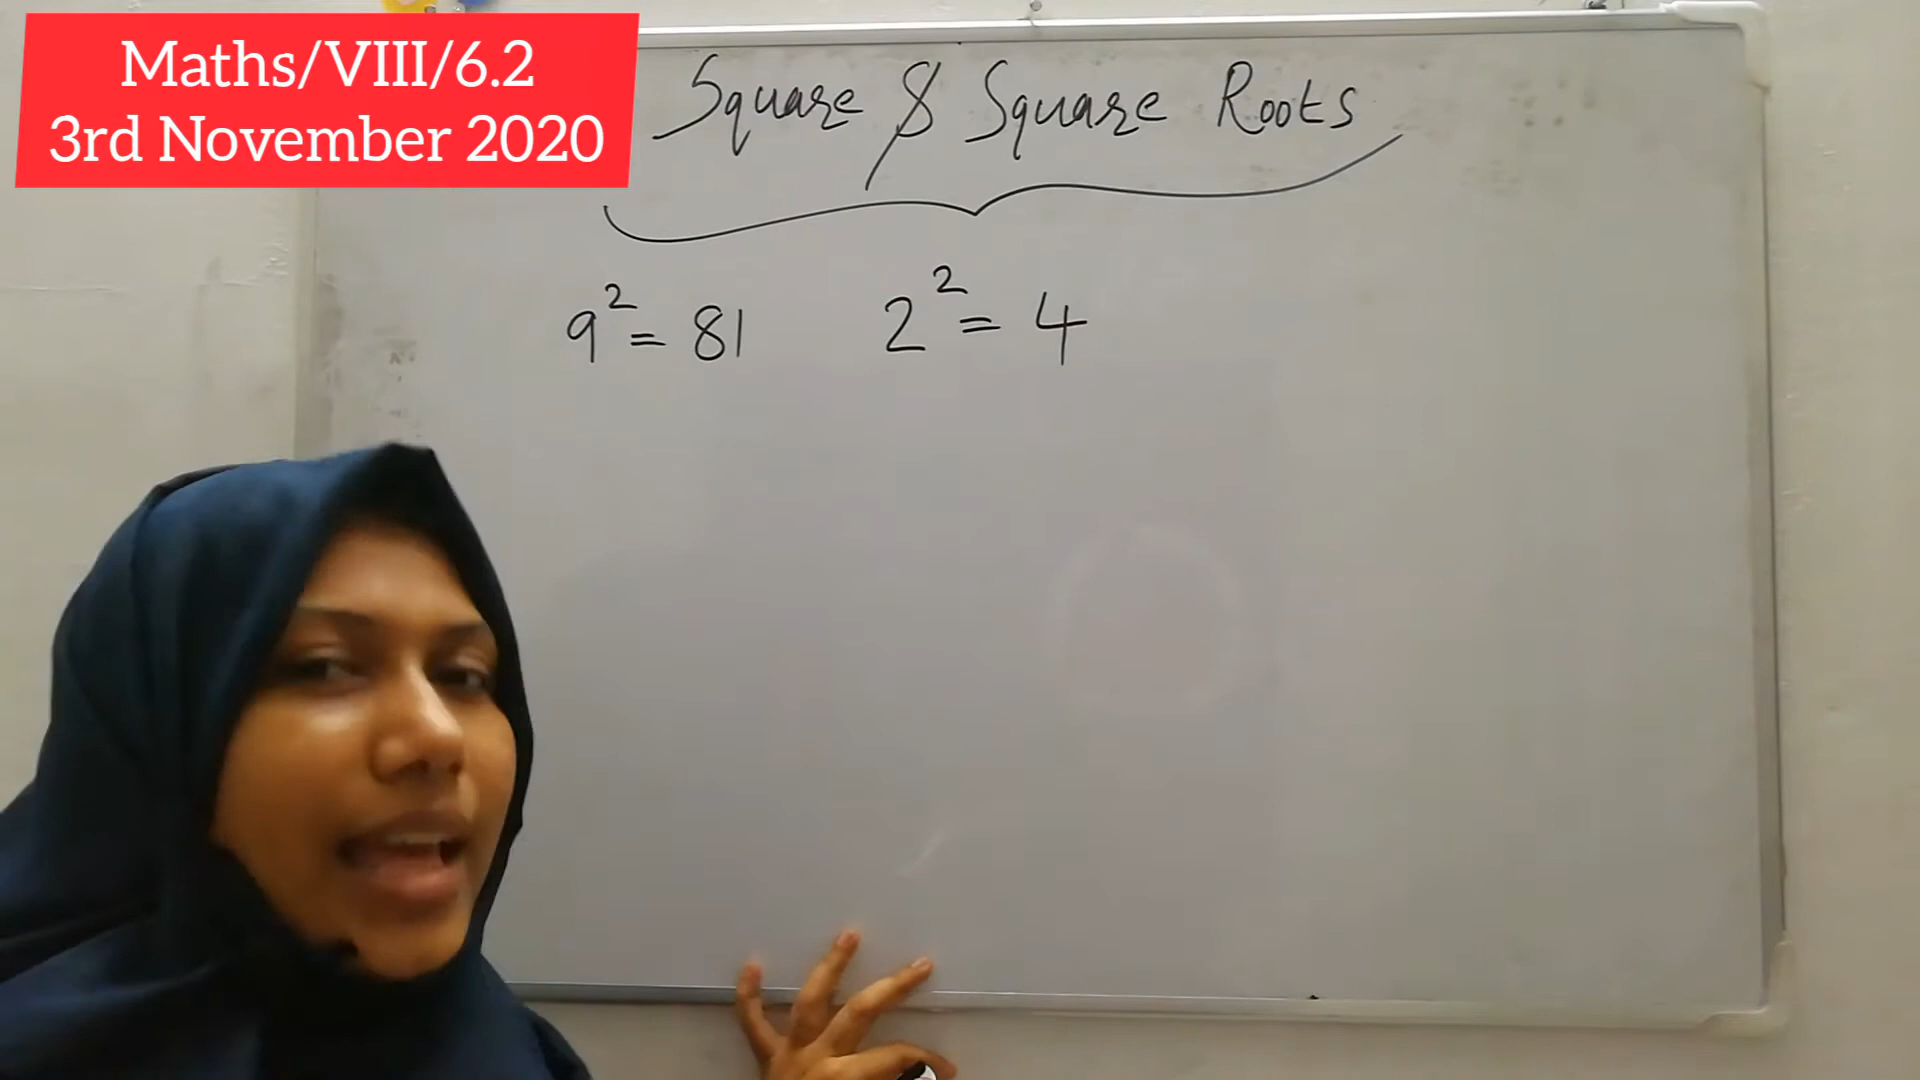 Maths/VIII/6.2
3rd November 2020
Square & Square Roots
9² = 81 2² = 4